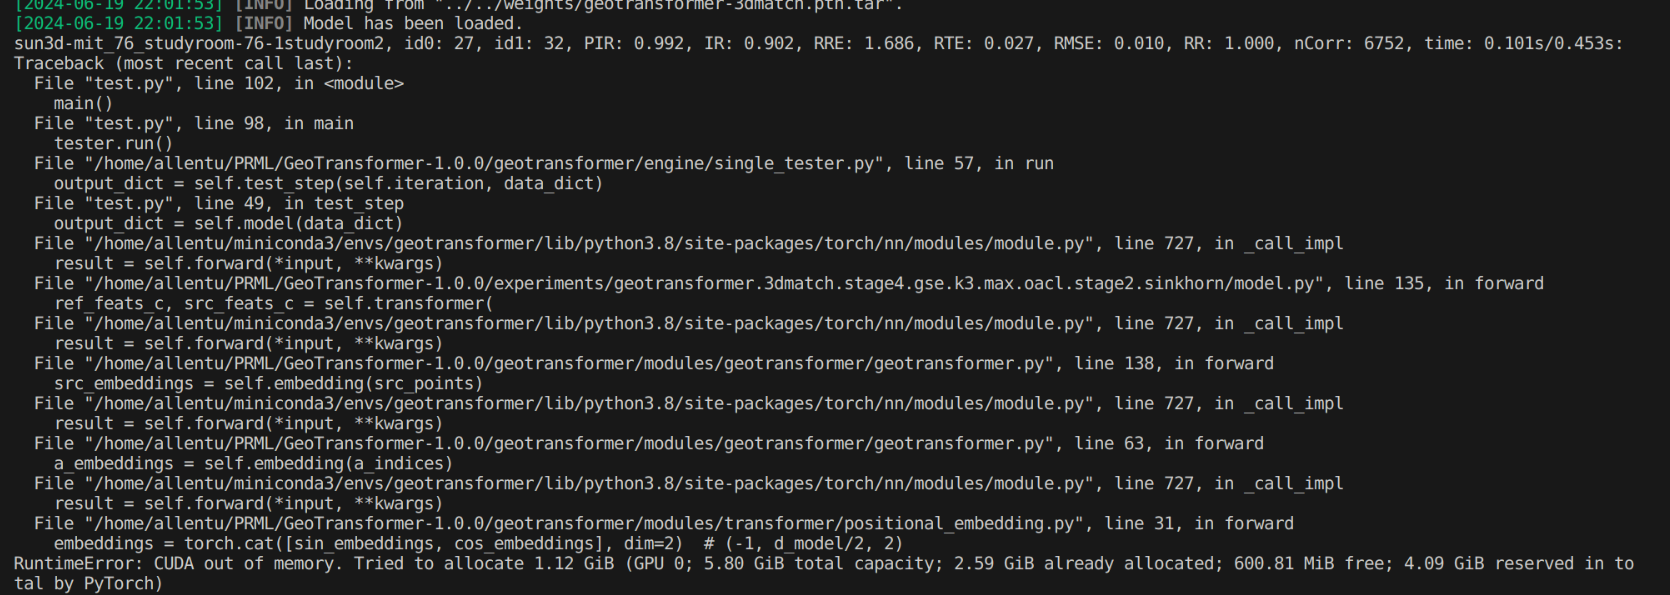 [2024-06-19 22:01:53] [INFO] Loading from "../../weights/geotransformer-3dmatch.pth.tar".
[2024-06-19 22:01:53] [INFO] Model has been loaded.
sun3d-mit_76_studyroom-76-1studyroom2, id0: 27, id1: 32, PIR: 0.992, IR: 0.902, RRE: 1.686, RTE: 0.027, RMSE: 0.010, RR: 1.000, nCorr: 6752, time: 0.101s/0.453s:
Traceback (most recent call last):
  File "test.py", line 102, in <module>
    main()
  File "test.py", line 98, in main
    tester.run()
  File "/home/allentu/PRML/GeoTransformer-1.0.0/geotransformer/engine/single_tester.py", line 57, in run
    output_dict = self.test_step(self.iteration, data_dict)
  File "test.py", line 49, in test_step
    output_dict = self.model(data_dict)
  File "/home/allentu/miniconda3/envs/geotransformer/lib/python3.8/site-packages/torch/nn/modules/module.py", line 727, in _call_impl
    result = self.forward(*input, **kwargs)
  File "/home/allentu/PRML/GeoTransformer-1.0.0/experiments/geotransformer.3dmatch.stage4.gse.k3.max.oacl.stage2.sinkhorn/model.py", line 135, in forward
    ref_feats_c, src_feats_c = self.transformer(
  File "/home/allentu/miniconda3/envs/geotransformer/lib/python3.8/site-packages/torch/nn/modules/module.py", line 727, in _call_impl
    result = self.forward(*input, **kwargs)
  File "/home/allentu/PRML/GeoTransformer-1.0.0/geotransformer/modules/geotransformer/geotransformer.py", line 138, in forward
    src_embeddings = self.embedding(src_points)
  File "/home/allentu/miniconda3/envs/geotransformer/lib/python3.8/site-packages/torch/nn/modules/module.py", line 727, in _call_impl
    result = self.forward(*input, **kwargs)
  File "/home/allentu/PRML/GeoTransformer-1.0.0/geotransformer/modules/geotransformer/geotransformer.py", line 63, in forward
    a_embeddings = self.embedding(a_indices)
  File "/home/allentu/miniconda3/envs/geotransformer/lib/python3.8/site-packages/torch/nn/modules/module.py", line 727, in _call_impl
    result = self.forward(*input, **kwargs)
  File "/home/allentu/PRML/GeoTransformer-1.0.0/geotransformer/modules/transformer/positional_embedding.py", line 31, in forward
    embeddings = torch.cat([sin_embeddings, cos_embeddings], dim=2)  # (-1, d_model/2, 2)
RuntimeError: CUDA out of memory. Tried to allocate 1.12 GiB (GPU 0; 5.80 GiB total capacity; 2.59 GiB already allocated; 600.81 MiB free; 4.09 GiB reserved in to
tal by PyTorch)